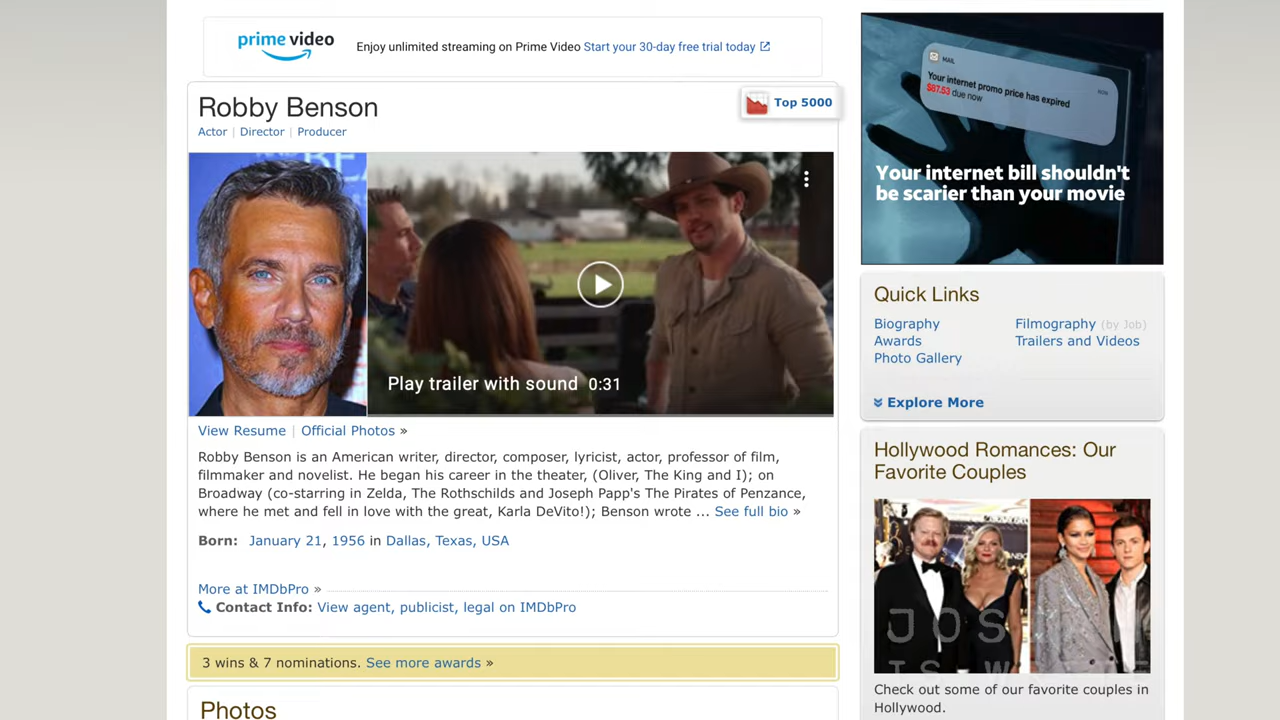 prime video
Enjoy unlimited streaming on Prime Video Start your 30-day free trial today
Robby Benson
Top 5000
Actor | Director | Producer
Play trailer with sound 0:31
View Resume | Official Photos »
Robby Benson is an American writer, director, composer, lyricist, actor, professor of film,
filmmaker and novelist. He began his career in the theater, (Oliver, The King and I); on
Broadway (co-starring in Zelda, The Rothschilds and Joseph Papp's The Pirates of Penzance,
where he met and fell in love with the great, Karla DeVito!); Benson wrote ... See full bio »
Born: January 21, 1956 in Dallas, Texas, USA
More at IMDbPro »
Contact Info: View agent, publicist, legal on IMDbPro
3 wins & 7 nominations. See more awards »
Photos
MAIL
NOW
Your internet promo price has expired
$87.53 due now
Your internet bill shouldn't
be scarier than your movie
Quick Links
Biography
Filmography (by Job)
Awards
Trailers and Videos
Photo Gallery
Explore More
Hollywood Romances: Our
Favorite Couples
Check out some of our favorite couples in
Hollywood.